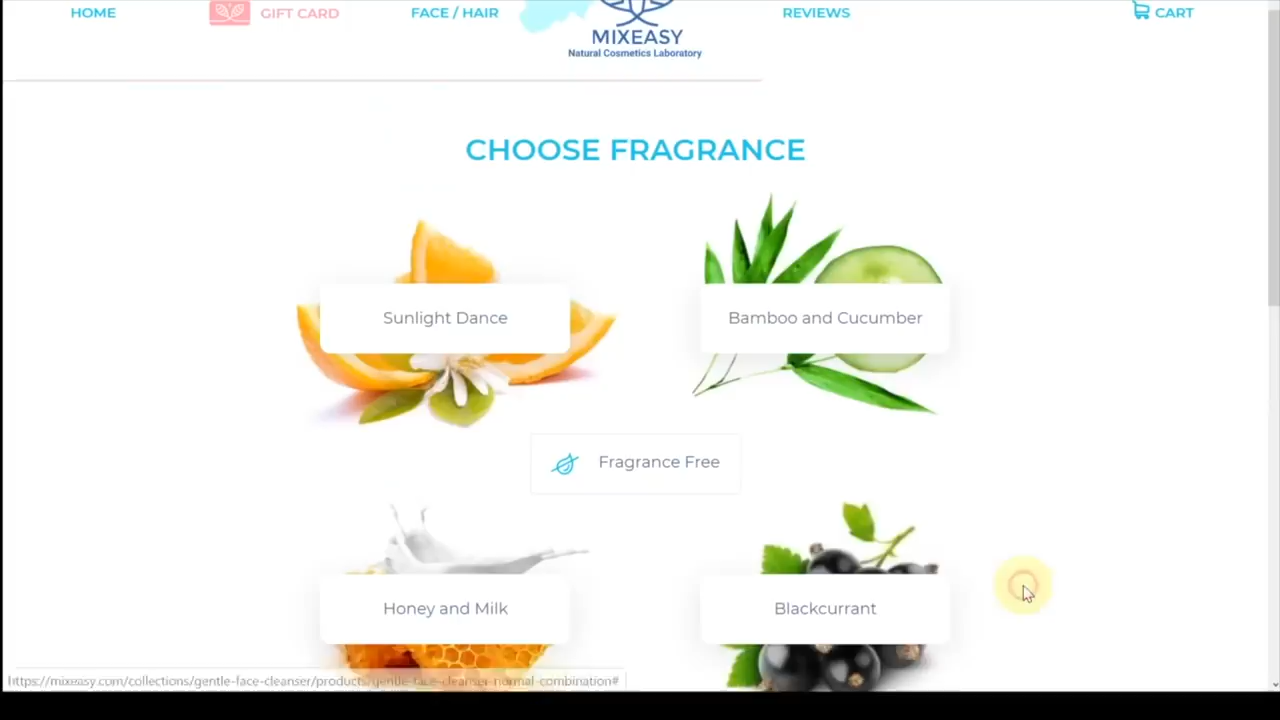 HOME
GIFT CARD
FACE / HAIR
REVIEWS
CART
MIXEASY
Natural Cosmetics Laboratory
CHOOSE FRAGRANCE
Sunlight Dance
Bamboo and Cucumber
Fragrance Free
Honey and Milk
Blackcurrant
https://mixeasy.com/collections/gentle-face-cleanser/products/gentle-face-cleanser-normal-combination#